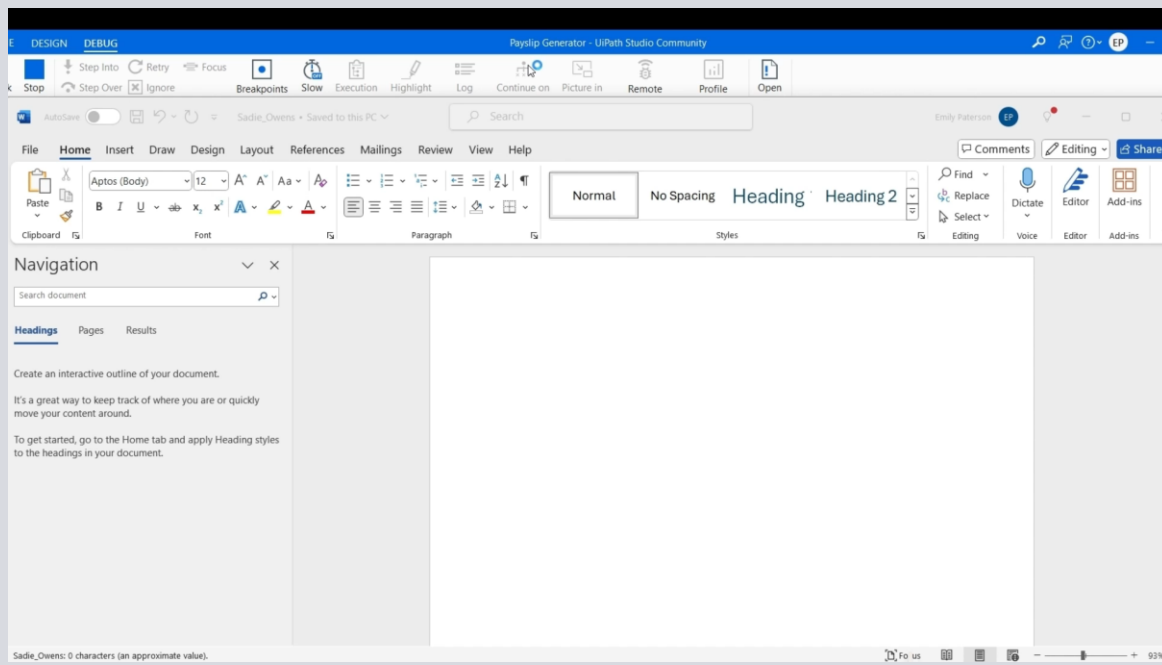 E DESIGN DEBUG Payslip Generator - UiPath Studio Community EP
Step Into Retry Focus
k Stop Step Over Ignore Breakpoints Slow Execution Highlight Log Continue on Picture in Remote Profile Open
AutoSave Sadie_Owens • Saved to this PC Search Emily Paterson EP
File Home Insert Draw Design Layout References Mailings Review View Help Comments Editing Share
Paste Aptos (Body) 12 Aa Normal No Spacing Heading Heading 2 Find Replace Select Dictate Editor Add-ins
Clipboard Font Paragraph Styles Editing Voice Editor Add-ins
Navigation
Search document
Headings Pages Results
Create an interactive outline of your document.
It's a great way to keep track of where you are or quickly
move your content around.
To get started, go to the Home tab and apply Heading styles
to the headings in your document.
Sadie_Owens: 0 characters (an approximate value). Fo us 93%